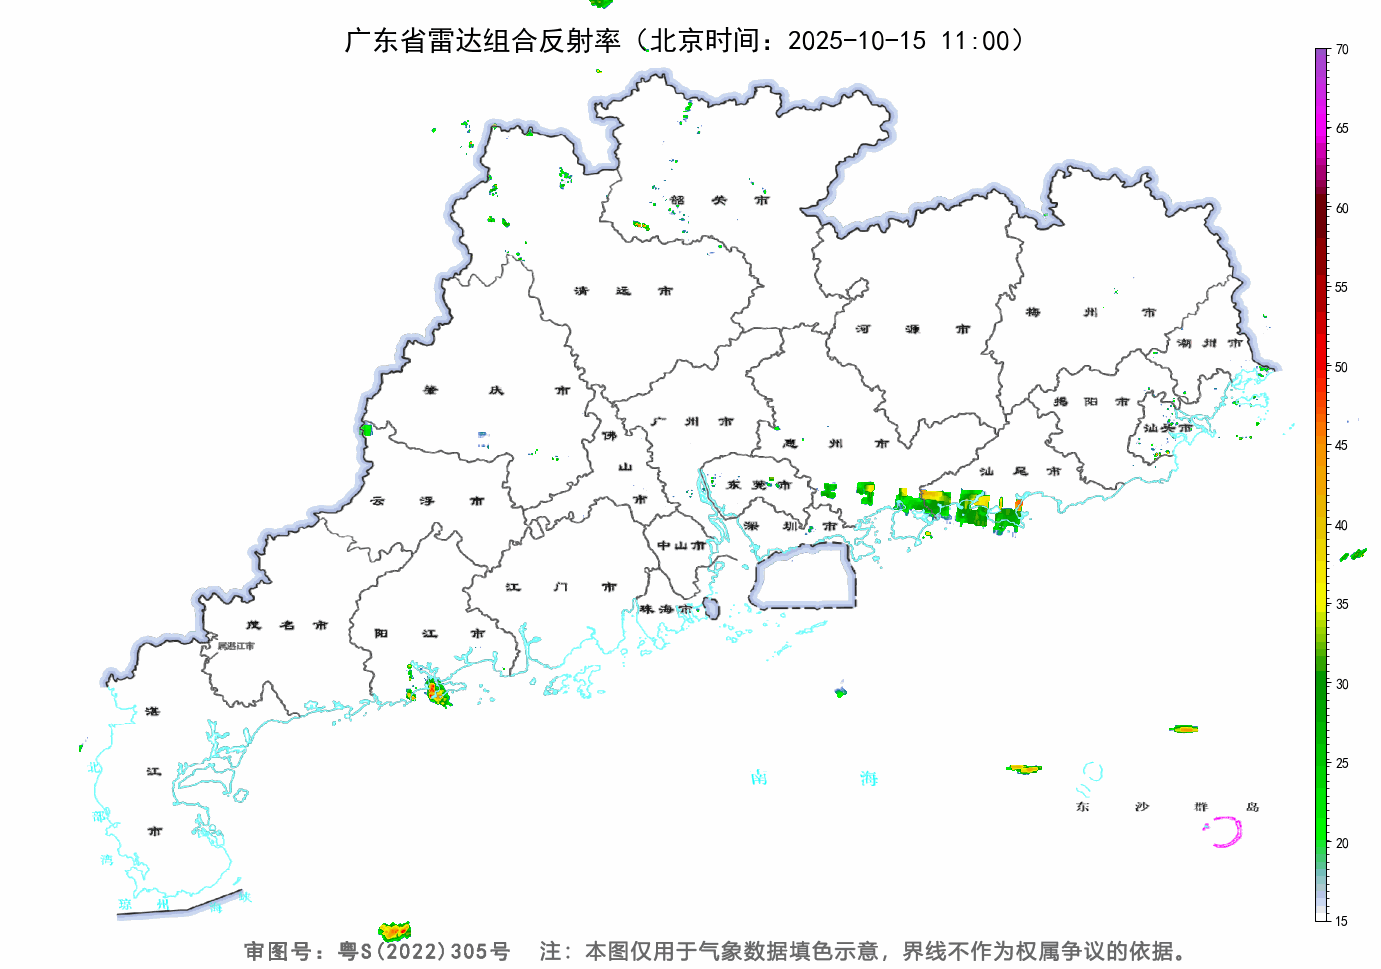 广东省雷达组合反射率（北京时间：2025-10-15 11:00）
70
65
60
55
50
45
40
35
30
25
20
15
韶关市
清远市
河源市
梅州市
潮州市
肇庆市
广州市
揭阳市
汕头市
佛山市
惠州市
汕尾市
云浮市
东莞市
深圳市
中山市
江门市
珠海市
茂名市
阳江市
属湛江市
湛江市
北部湾
南海
东沙群岛
琼州海峡
审图号：粤S(2022)305号 注：本图仅用于气象数据填色示意，界线不作为权属争议的依据。